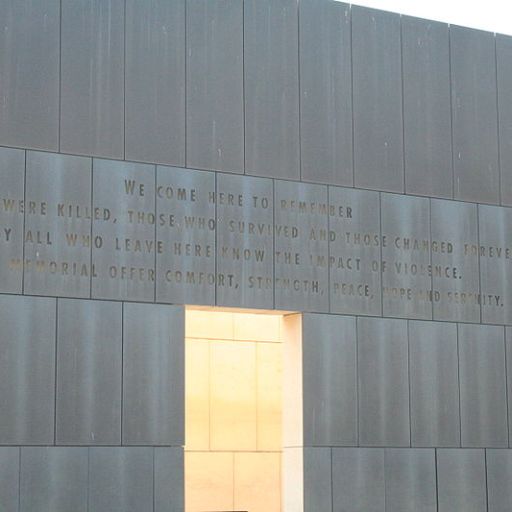 WE COME HERE TO REMEMBER
WERE KILLED, THOSE WHO SURVIVED AND THOSE CHANGED FOREVE
Y ALL WHO LEAVE HERE KNOW THE IMPACT OF VIOLENCE.
MEMORIAL OFFER COMFORT, STRENGTH, PEACE, HOPE AND SERENITY.